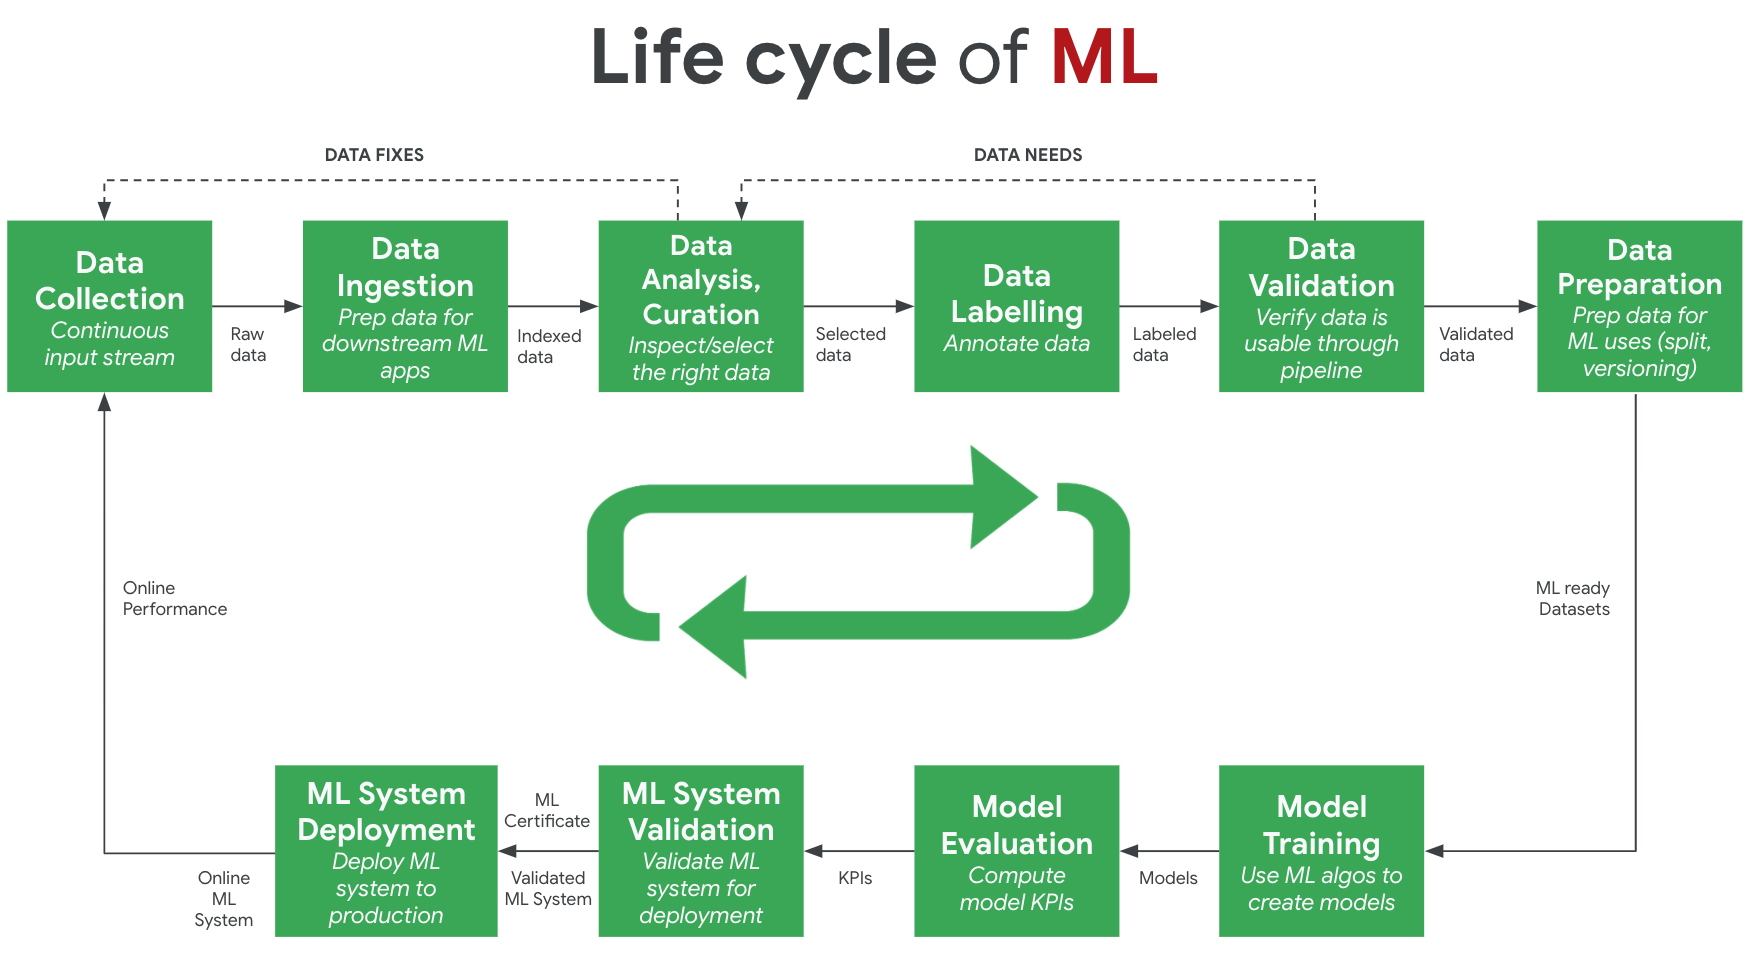 Life cycle of ML
DATA FIXES
DATA NEEDS
Data
Collection
Continuous
input stream
Raw
data
Data
Ingestion
Prep data for
downstream ML
apps
Indexed
data
Data
Analysis,
Curation
Inspect/select
the right data
Selected
data
Data
Labelling
Annotate data
Labeled
data
Data
Validation
Verify data is
usable through
pipeline
Validated
data
Data
Preparation
Prep data for
ML uses (split,
versioning)
Online
Performance
ML ready
Datasets
Online
ML
System
ML System
Deployment
Deploy ML
system to
production
ML
Certificate
Validated
ML System
ML System
Validation
Validate ML
system for
deployment
KPIs
Model
Evaluation
Compute
model KPIs
Models
Model
Training
Use ML algos to
create models